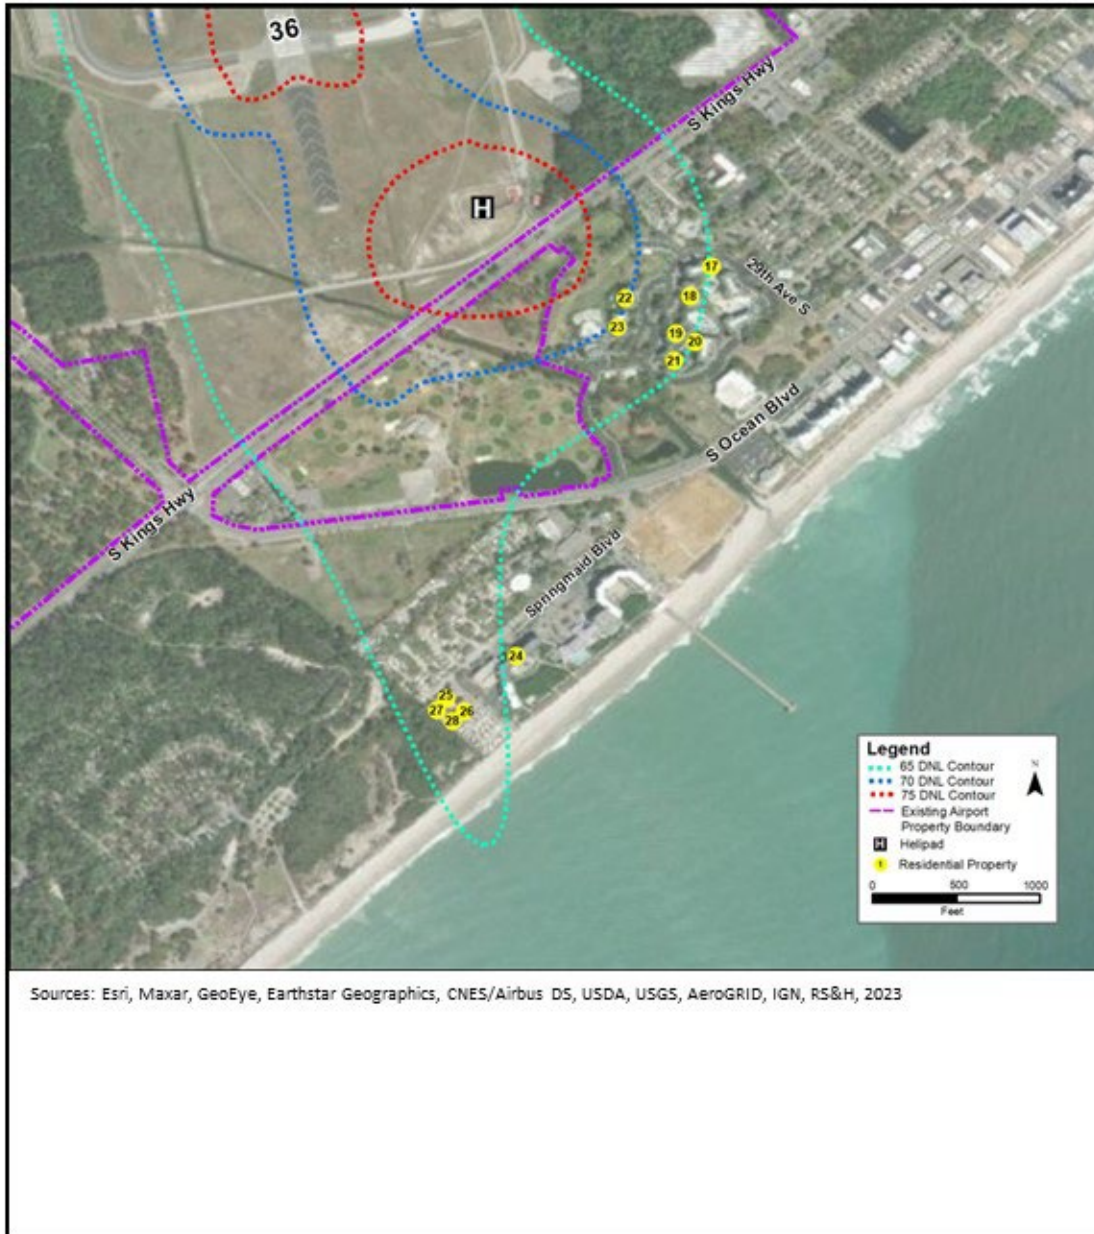 36
S Kings Hwy
H
17
29th Ave S
18
22
23
19
20
21
S Ocean Blvd
S Kings Hwy
Springmaid Blvd
24
25
27
26
28
Legend
65 DNL Contour
70 DNL Contour
75 DNL Contour
Existing Airport
Property Boundary
H Helipad
1 Residential Property
N
0 500 1000
Feet
Sources: Esri, Maxar, GeoEye, Earthstar Geographics, CNES/Airbus DS, USDA, USGS, AeroGRID, IGN, RS&H, 2023